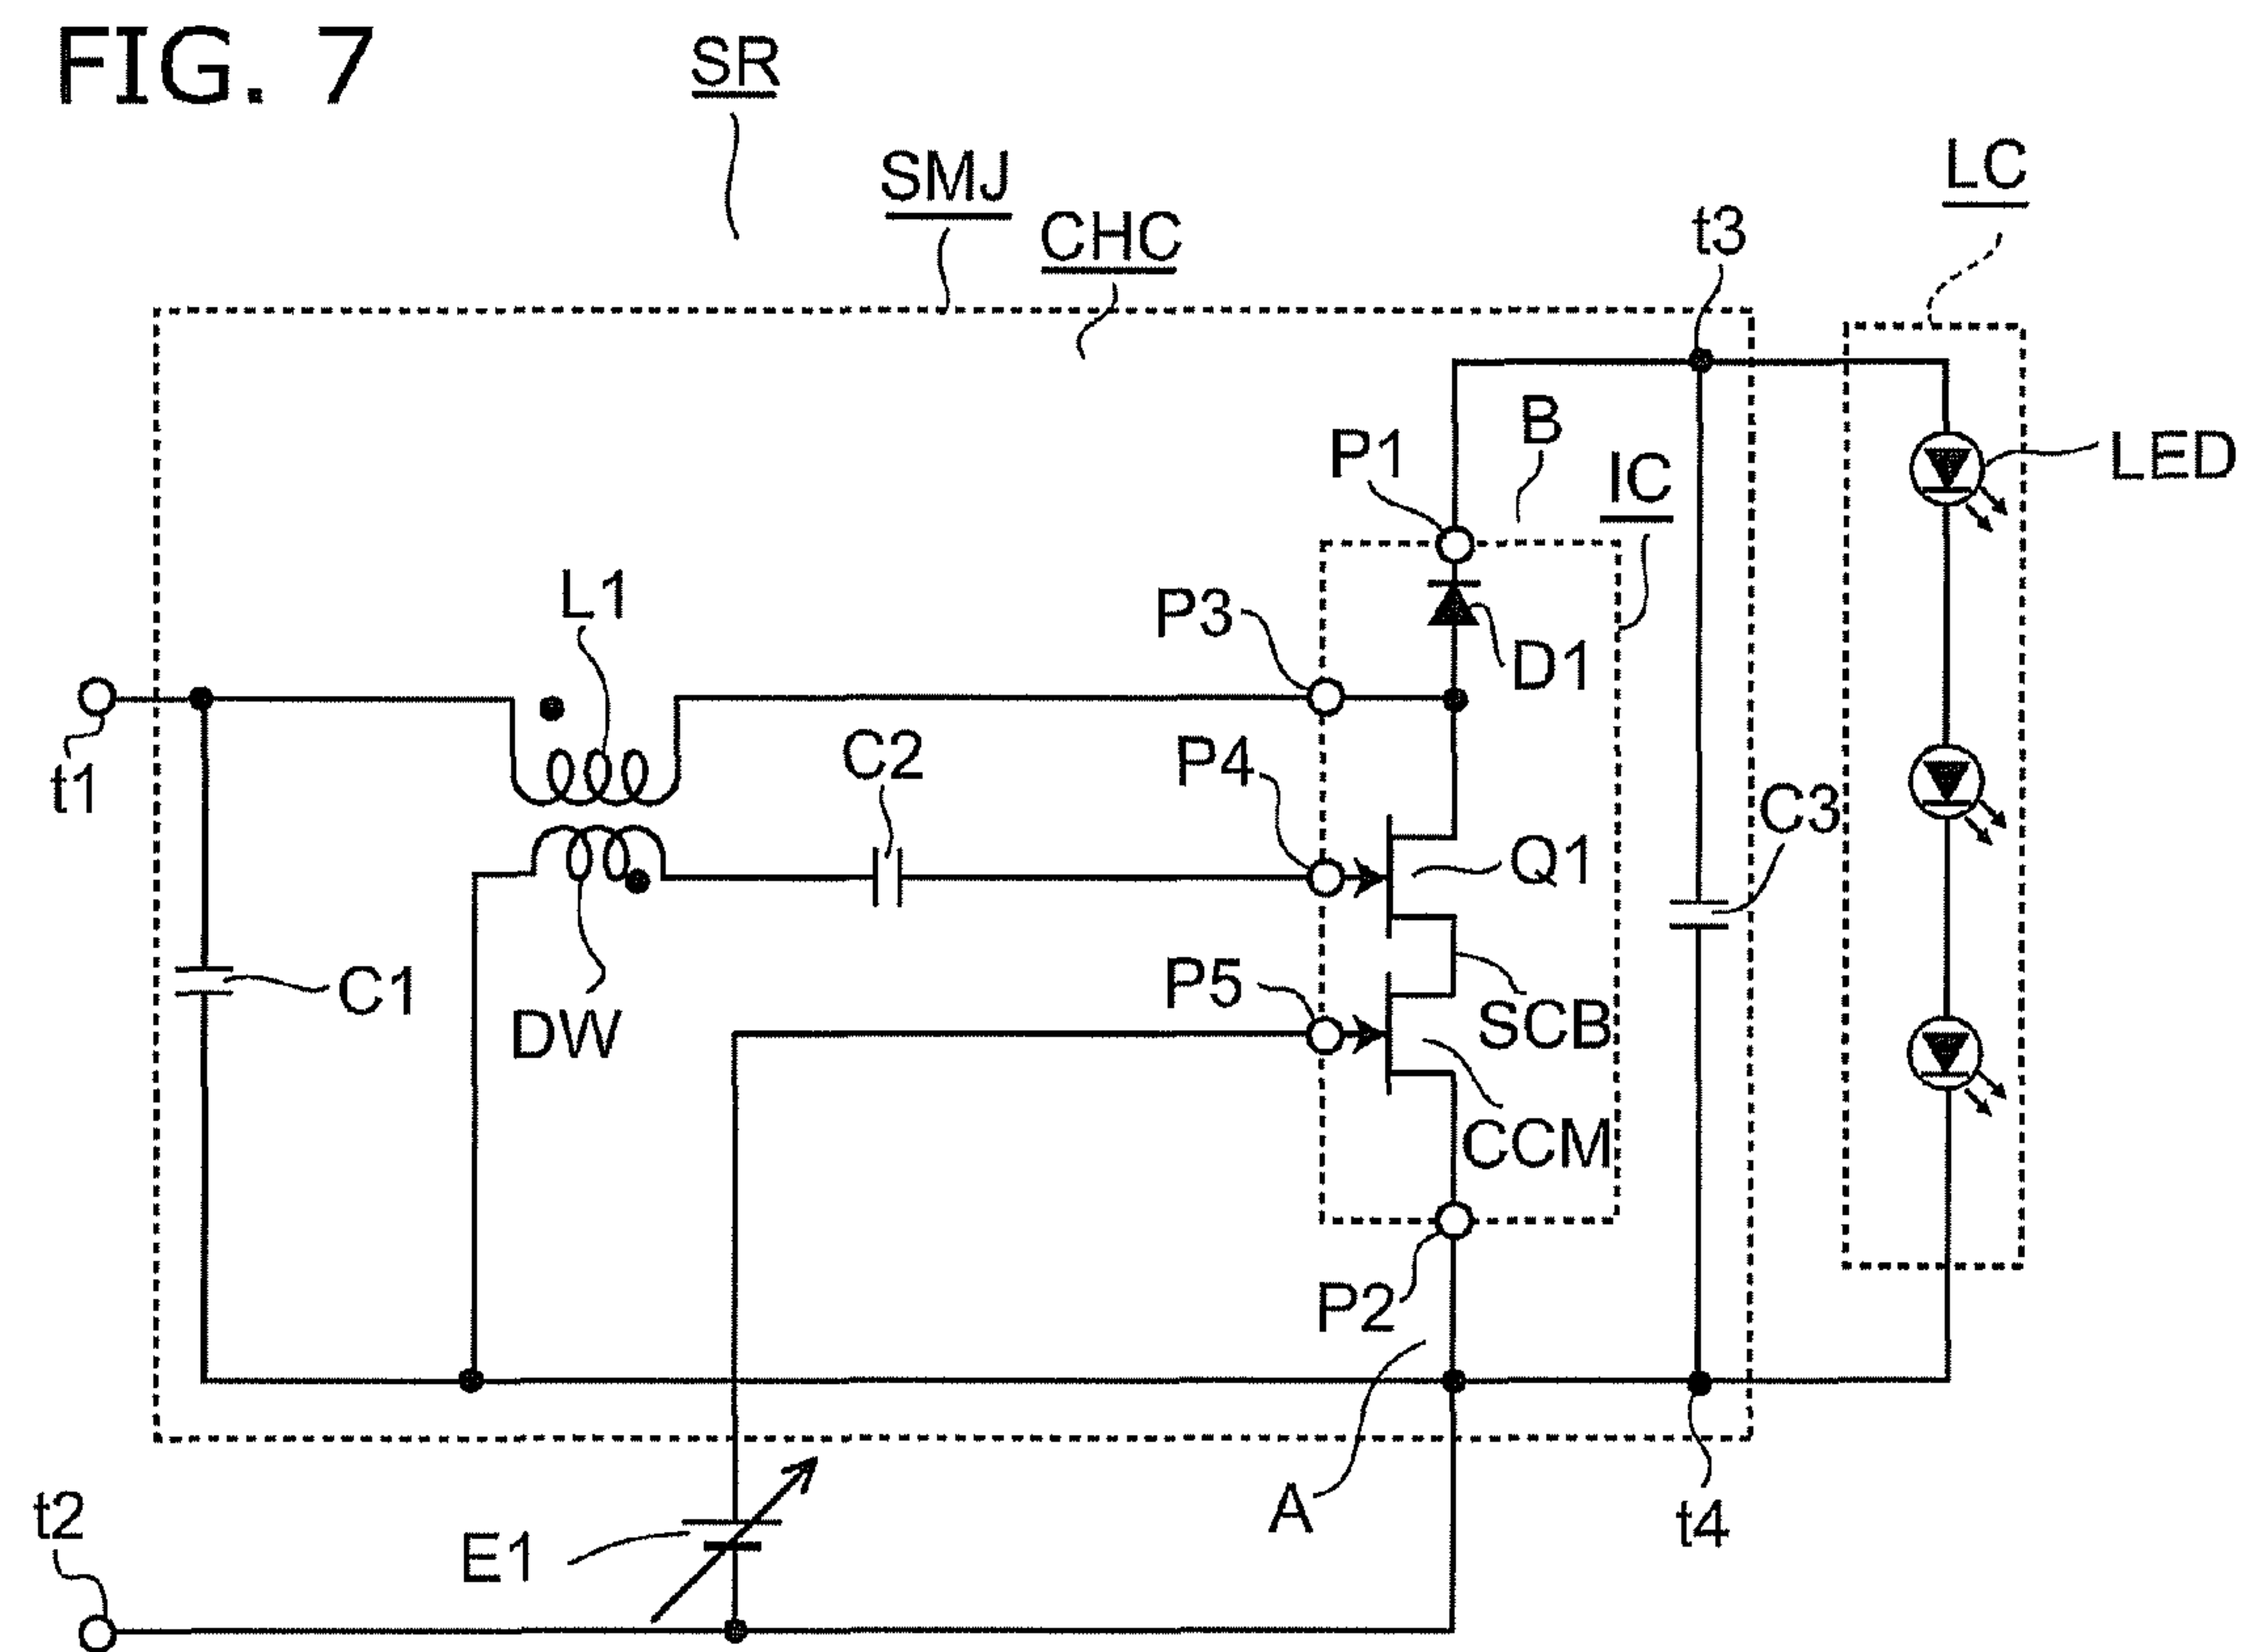 FIG. 7
SR
SMJ
CHC
LC
t3
P1
B
IC
LED
L1
P3
D1
t1
C2
P4
C3
Q1
C1
DW
P5
SCB
CCM
P2
t2
E1
A
t4